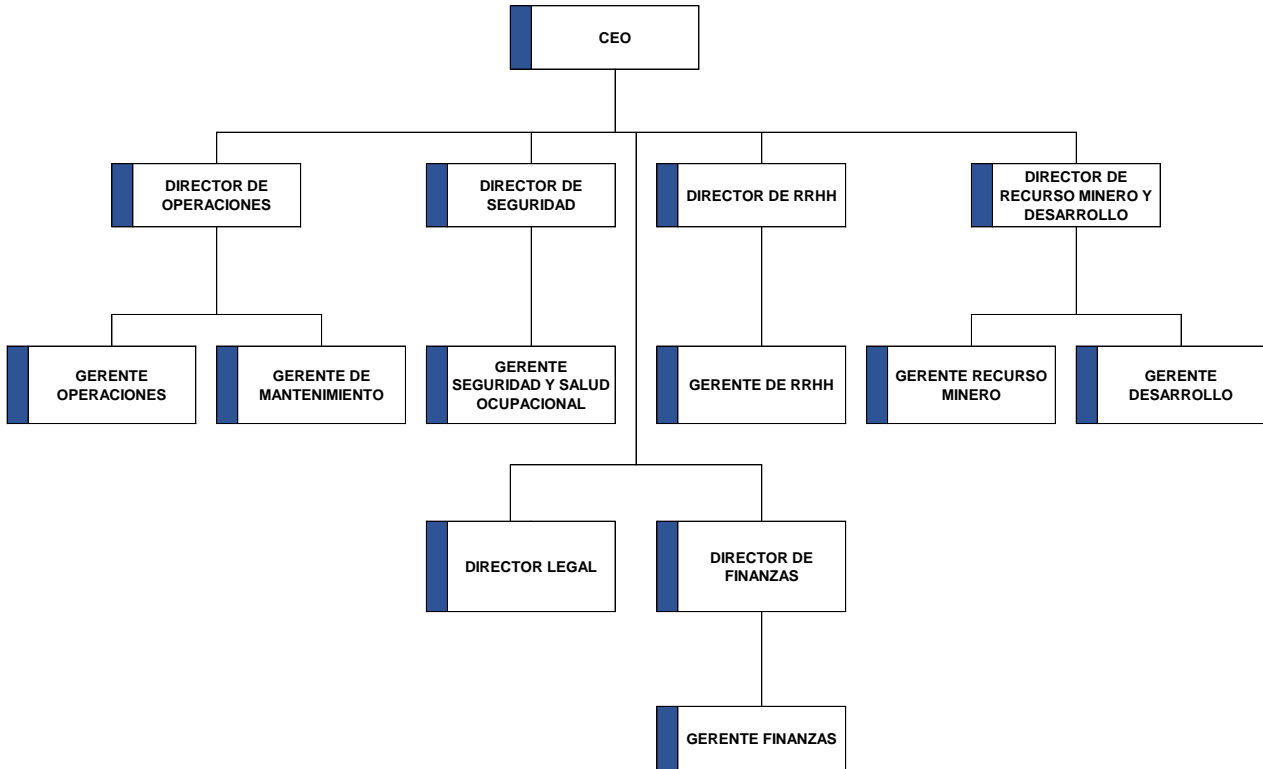 CEO
DIRECTOR DE
OPERACIONES
DIRECTOR DE
SEGURIDAD
DIRECTOR DE RRHH
DIRECTOR DE
RECURSO MINERO Y
DESARROLLO
GERENTE
OPERACIONES
GERENTE DE
MANTENIMIENTO
GERENTE
SEGURIDAD Y SALUD
OCUPACIONAL
GERENTE DE RRHH
GERENTE RECURSO
MINERO
GERENTE
DESARROLLO
DIRECTOR LEGAL
DIRECTOR DE
FINANZAS
GERENTE FINANZAS